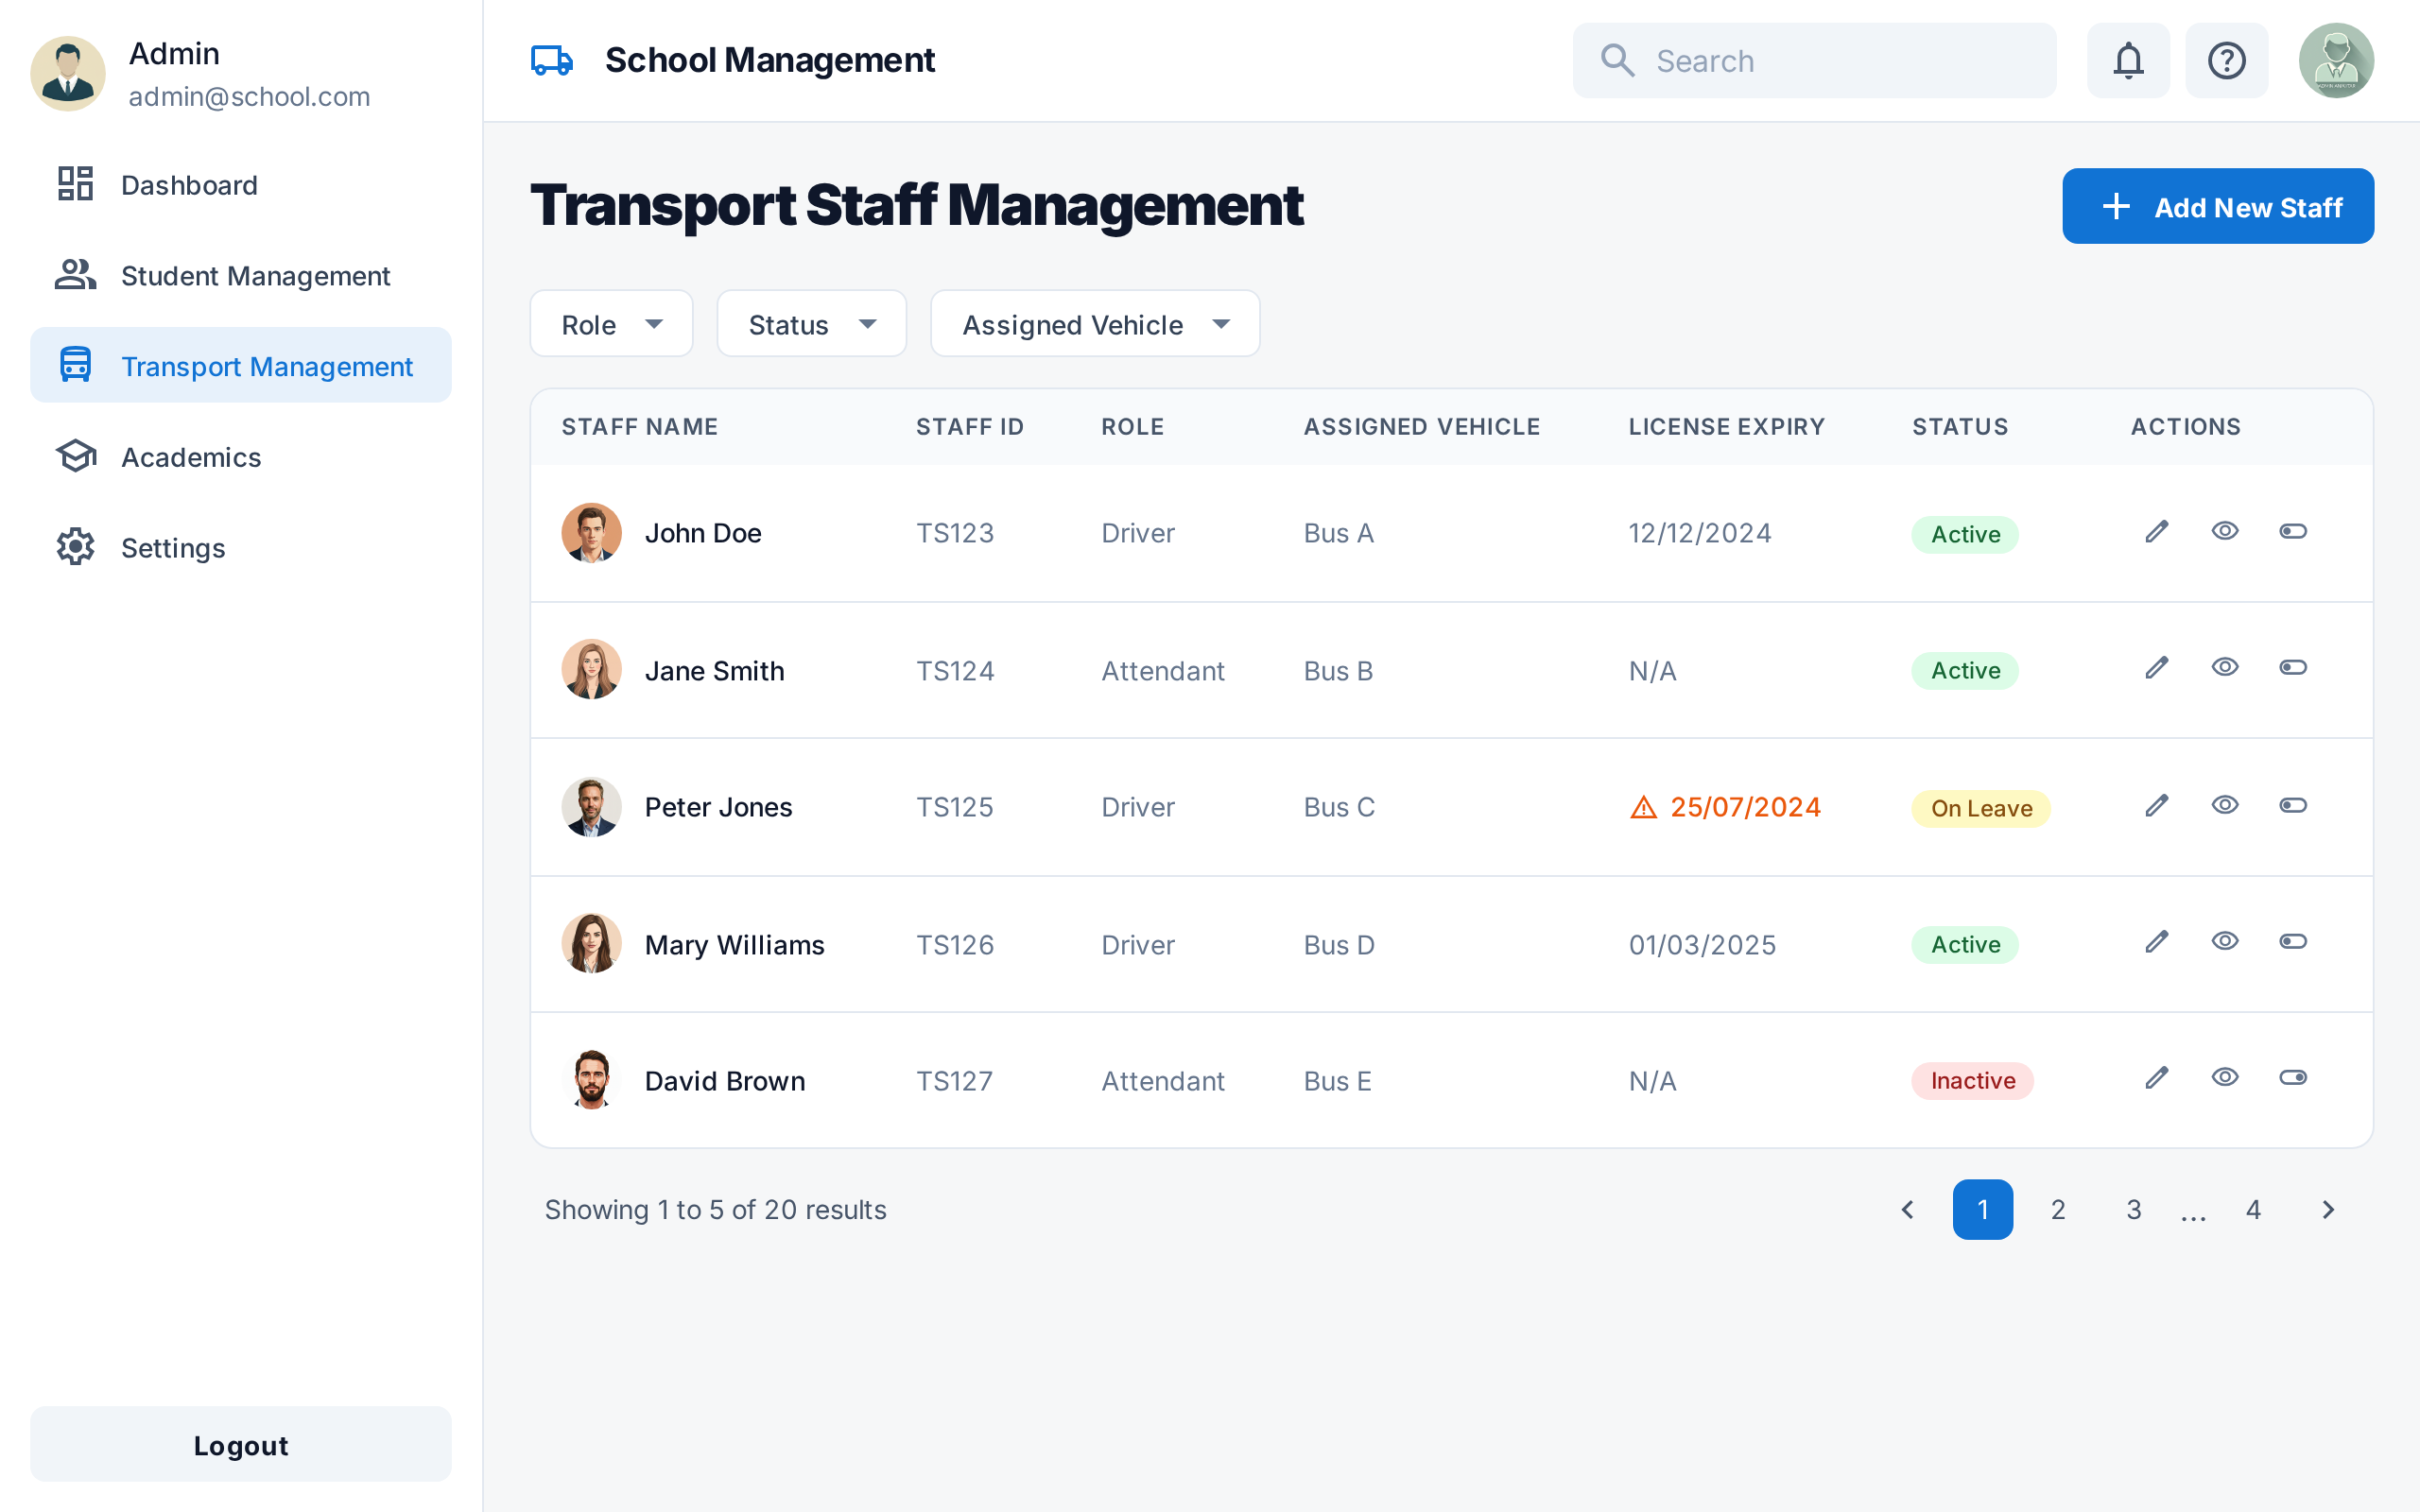 Admin
admin@school.com
Dashboard
Student Management
Transport Management
Academics
Settings
Logout
School Management
Search
Transport Staff Management
Add New Staff
Role
Status
Assigned Vehicle
STAFF NAME STAFF ID ROLE ASSIGNED VEHICLE LICENSE EXPIRY STATUS ACTIONS
John Doe TS123 Driver Bus A 12/12/2024 Active
Jane Smith TS124 Attendant Bus B N/A Active
Peter Jones TS125 Driver Bus C 25/07/2024 On Leave
Mary Williams TS126 Driver Bus D 01/03/2025 Active
David Brown TS127 Attendant Bus E N/A Inactive
Showing 1 to 5 of 20 results
1 2 3 ... 4